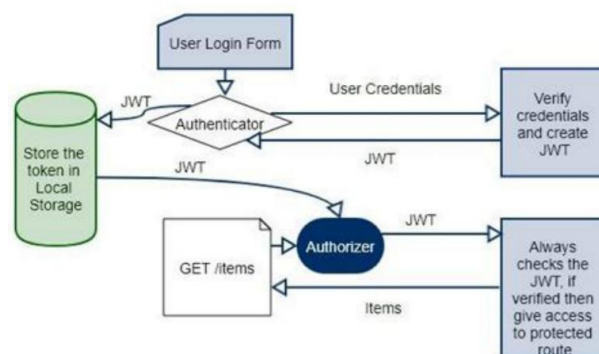 User Login Form
JWT
User Credentials
Authenticator
Verify
credentials
and create
JWT
Store the
token in
Local
Storage
JWT
JWT
GET /items
Authorizer
JWT
Items
Always
checks the
JWT, if
verified then
give access
to protected
route